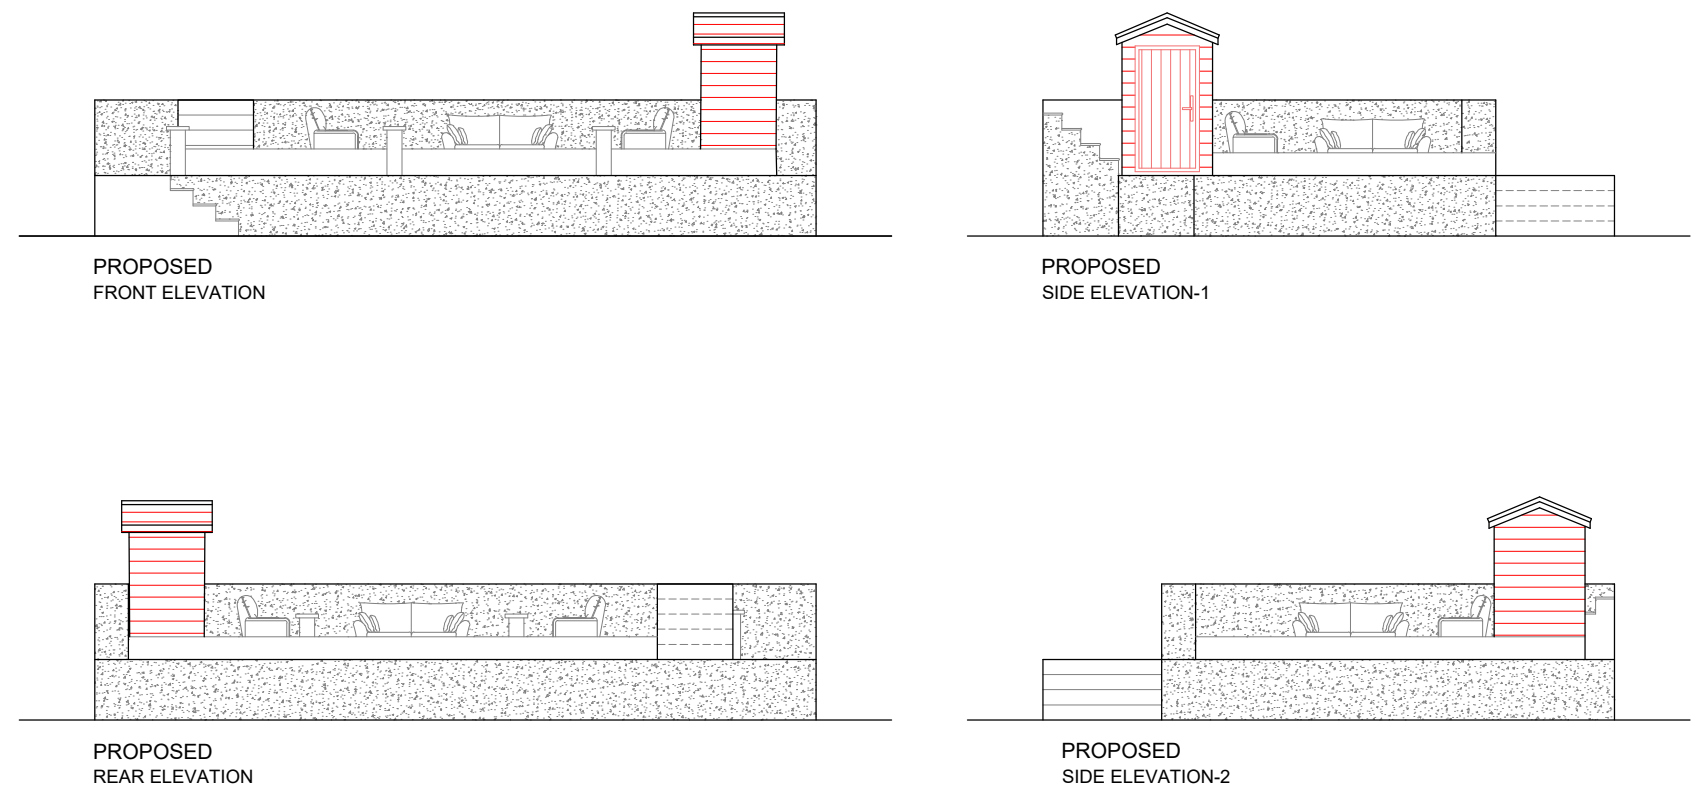 PROPOSED
FRONT ELEVATION
PROPOSED
SIDE ELEVATION-1
PROPOSED
REAR ELEVATION
PROPOSED
SIDE ELEVATION-2